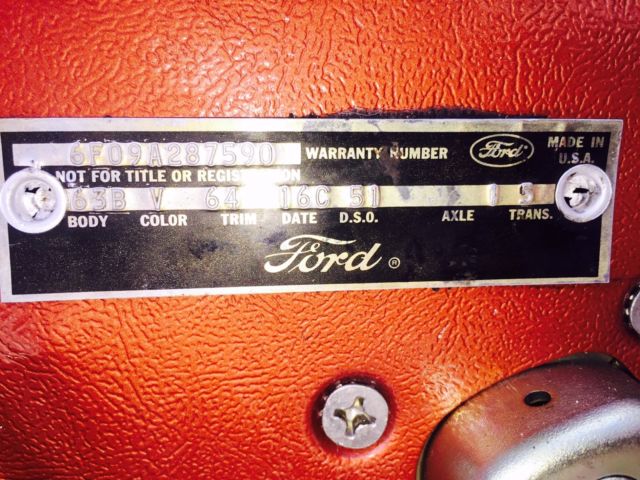 6F09A287590 WARRANTY NUMBER Ford MADE IN
U.S.A.
NOT FOR TITLE OR REGISTRATION
63B V 64 16C 51 1 5
BODY COLOR TRIM DATE D.S.O. AXLE TRANS.
Ford ®